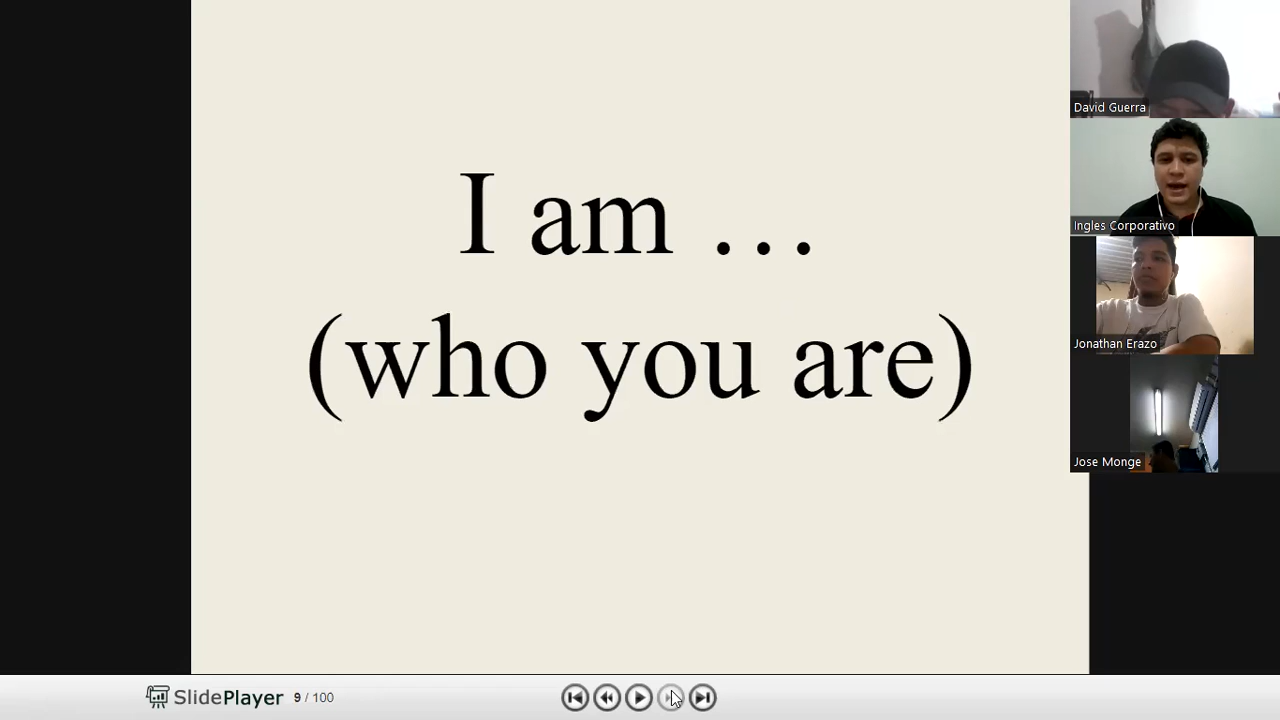 I am …
(who you are)
David Guerra
Ingles Corporativo
Jonathan Erazo
Jose Monge
SlidePlayer 9 / 100